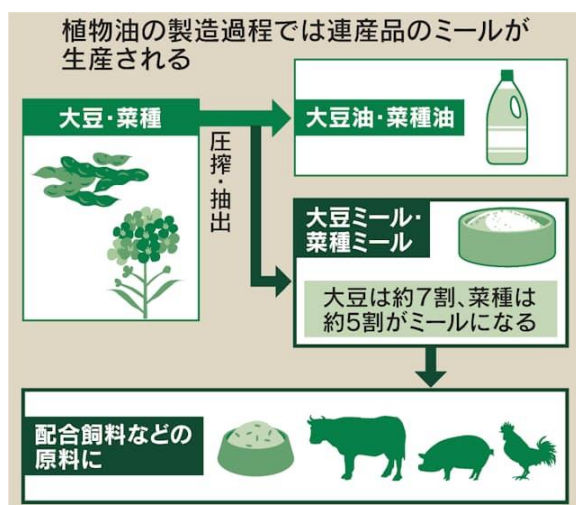 植物油の製造過程では連産品のミールが
生産される
大豆・菜種
圧搾・抽出
大豆油・菜種油
大豆ミール・
菜種ミール
大豆は約7割、菜種は
約5割がミールになる
配合飼料などの
原料に